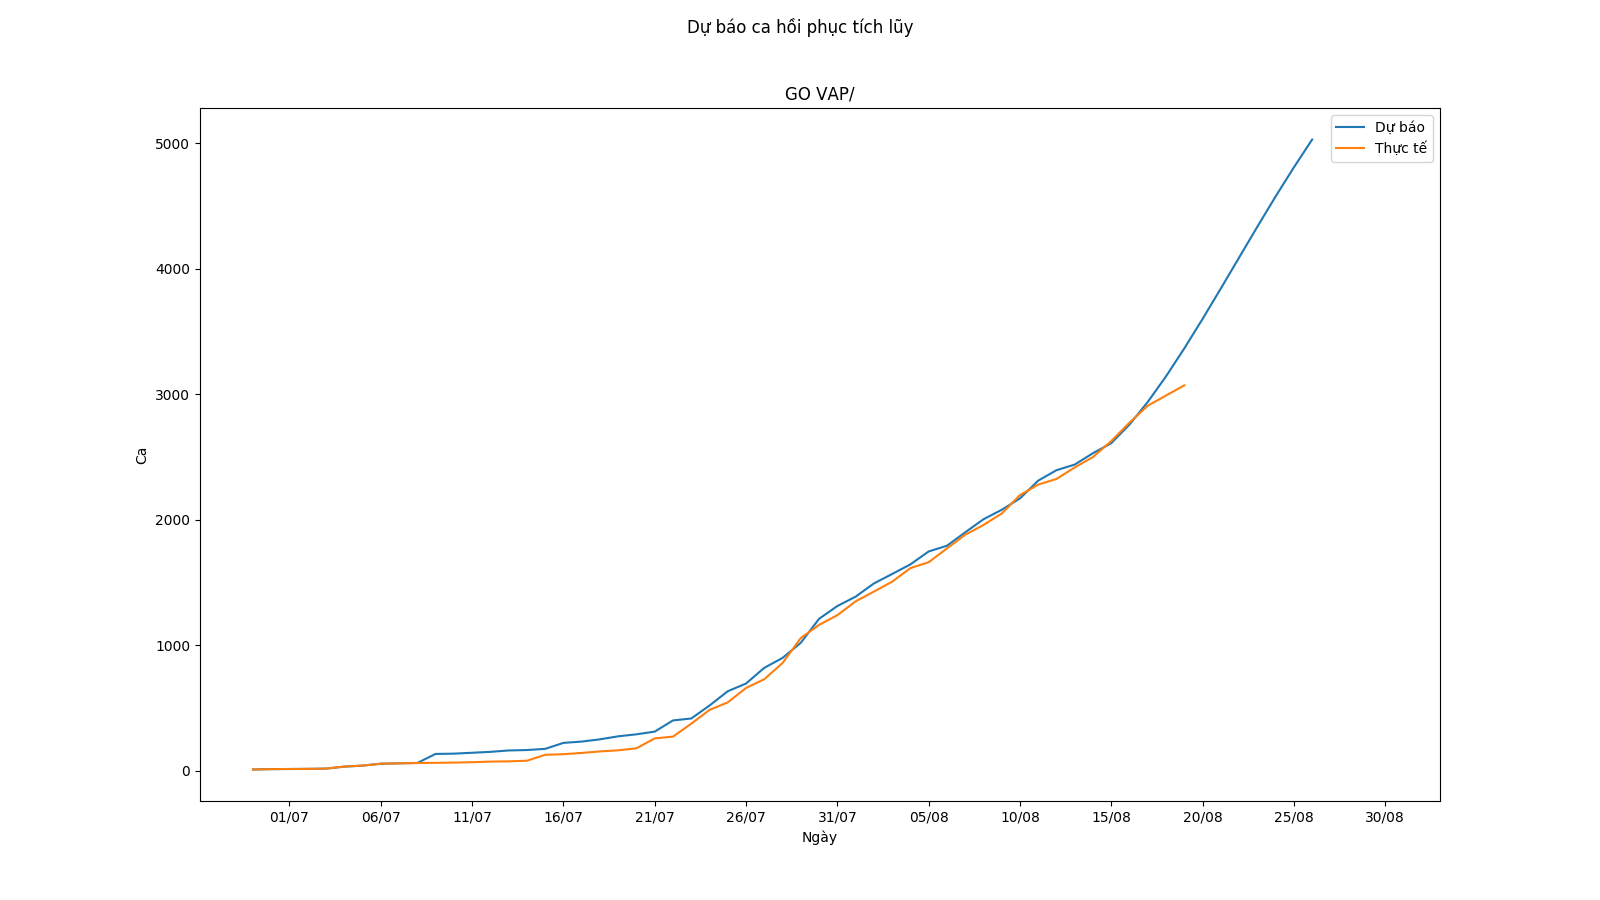 Dự báo ca hồi phục tích lũy
GO VAP/
Dự báo
Thực tế
5000
4000
3000
2000
1000
0
Ca
01/07 06/07 11/07 16/07 21/07 26/07 31/07 05/08 10/08 15/08 20/08 25/08 30/08
Ngày